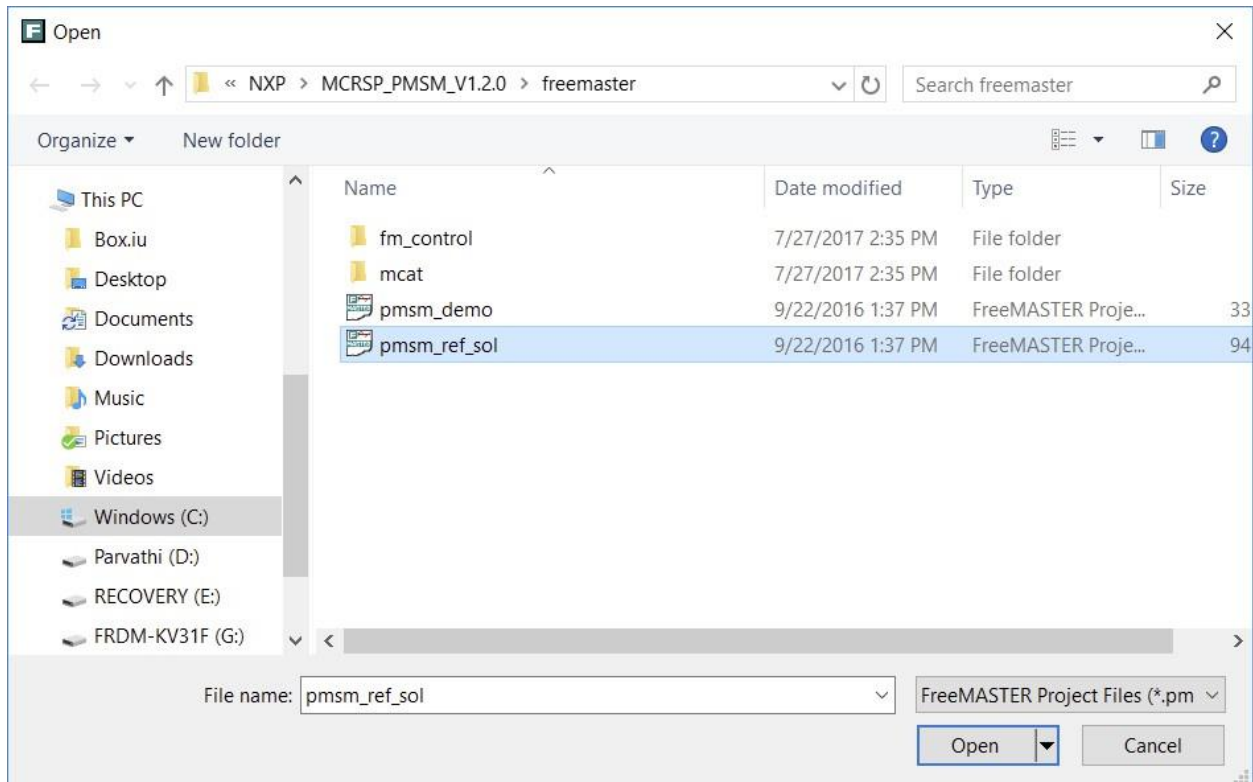 Open
« NXP > MCRSP_PMSM_V1.2.0 > freemaster
Search freemaster
Organize
New folder
Name Date modified Type Size
This PC
Box.iu
Desktop
Documents
Downloads
Music
Pictures
Videos
Windows (C:)
Parvathi (D:)
RECOVERY (E:)
FRDM-KV31F (G:)
fm_control 7/27/2017 2:35 PM File folder
mcat 7/27/2017 2:35 PM File folder
pmsm_demo 9/22/2016 1:37 PM FreeMASTER Proje... 33
pmsm_ref_sol 9/22/2016 1:37 PM FreeMASTER Proje... 94
File name: pmsm_ref_sol
FreeMASTER Project Files (*.pm
Open
Cancel